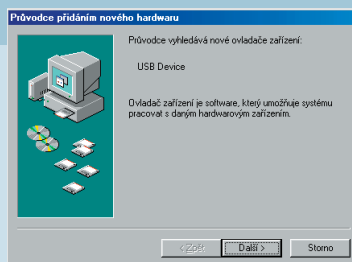 Průvodce přidáním nového hardwaru
Průvodce vyhledává nové ovladače zařízení:
USB Device
Ovladač zařízení je software, který umožňuje systému
pracovat s daným hardwarovým zařízením.
< Zpět
Další >
Storno